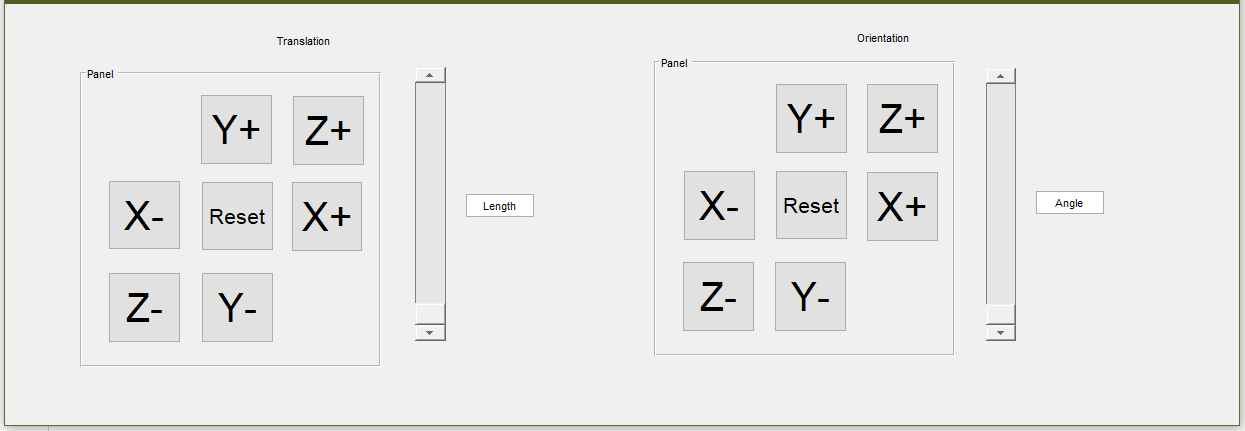 Translation
Panel
Y+ Z+
X- Reset X+
Z- Y-
Length
Orientation
Panel
Y+ Z+
X- Reset X+
Z- Y-
Angle